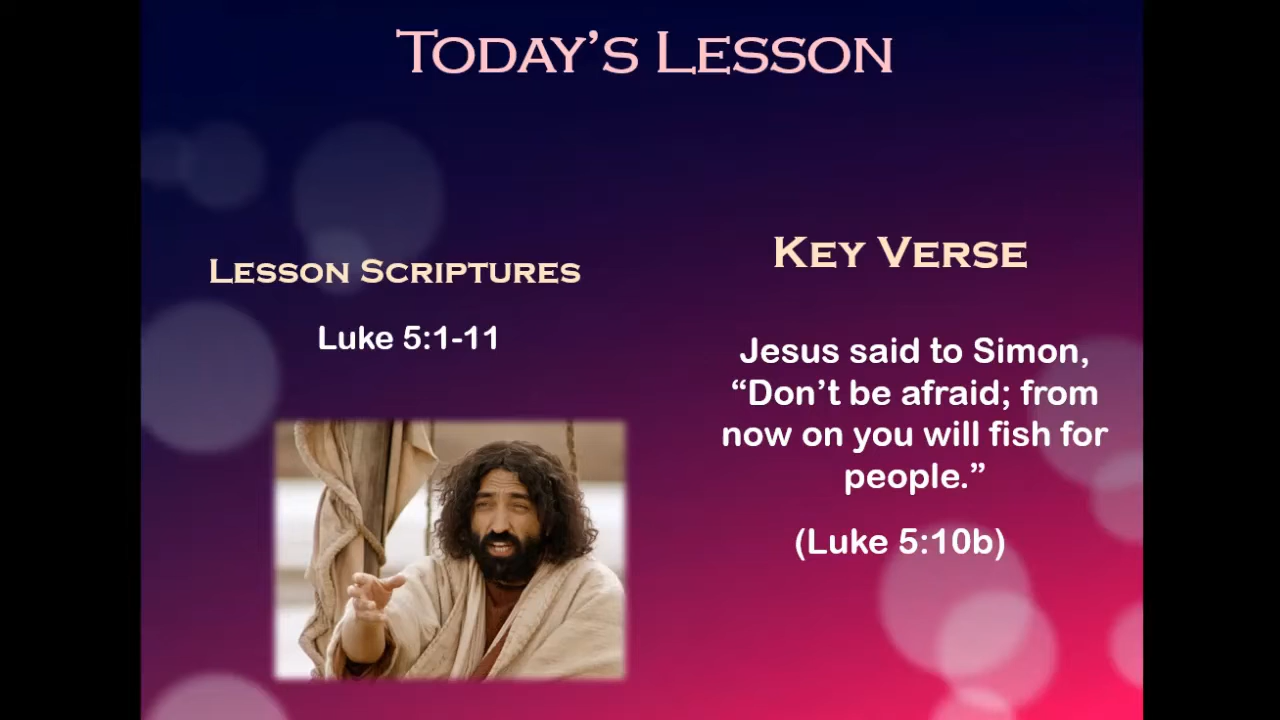 Today's Lesson
Lesson Scriptures
Luke 5:1-11
Key Verse
Jesus said to Simon,
“Don’t be afraid; from
now on you will fish for
people.”
(Luke 5:10b)